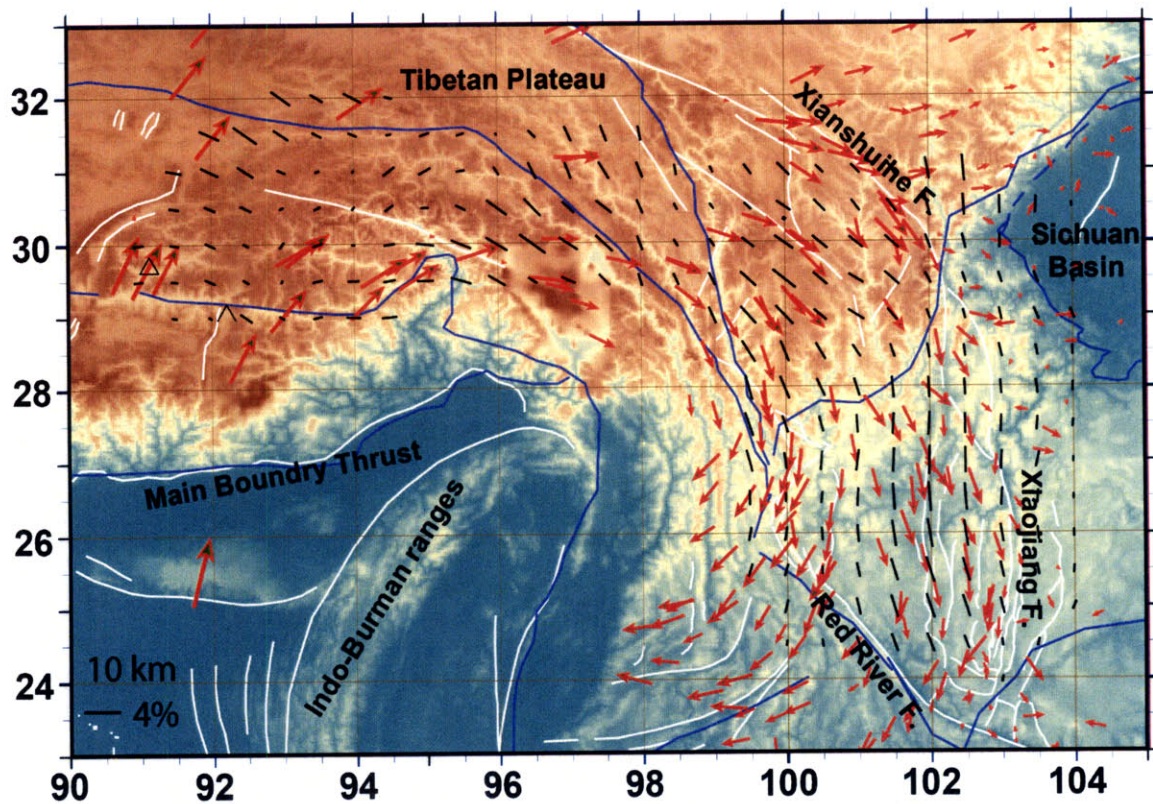 Tibetan Plateau
Xianshuihe F.
Sichuan
Basin
Main Boundry Thrust
Indo-Burman ranges
Xiaojiang F.
Red River F.
10 km
4%
32
30
28
26
24
90 92 94 96 98 100 102 104